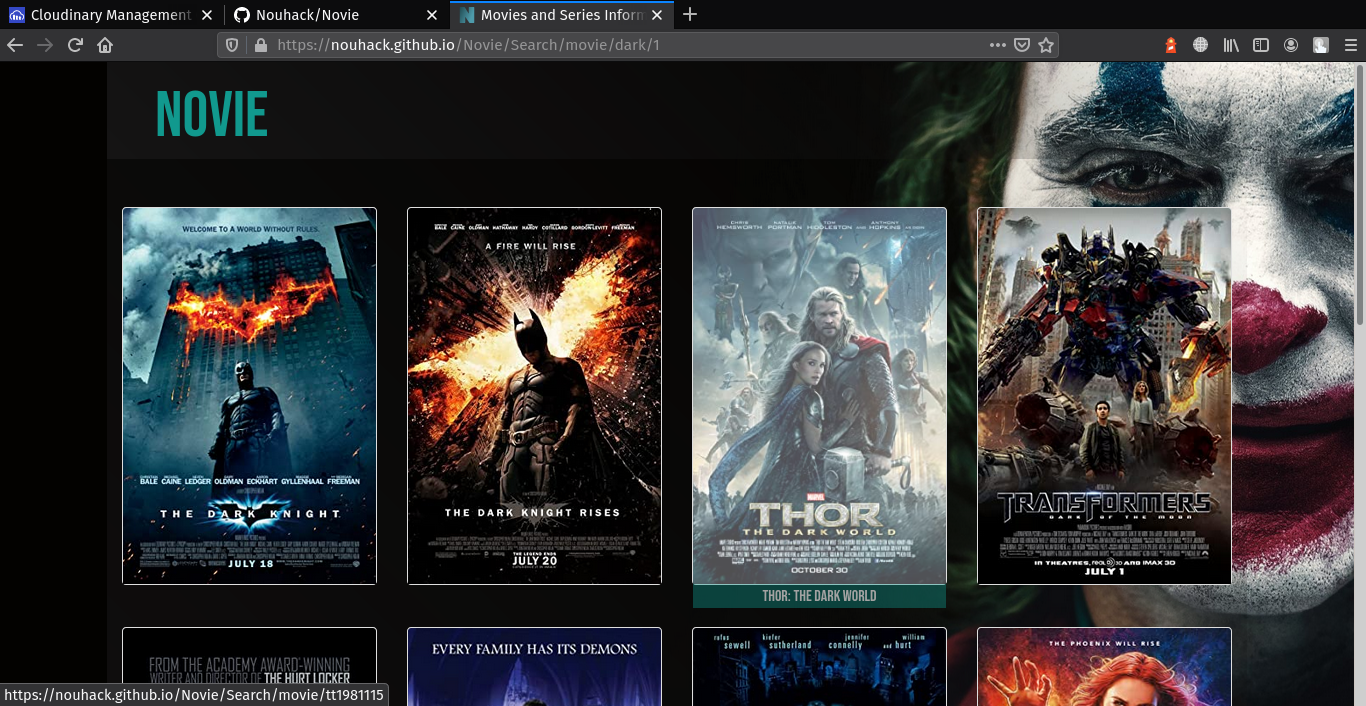 Cloudinary Management
Nouhack/Novie
Movies and Series Inform
https://nouhack.github.io/Novie/Search/movie/dark/1
NOVIE
WELCOME TO A WORLD WITHOUT RULES.
BALE CAINE LEDGER OLDMAN ECKHART GYLLENHAAL FREEMAN
THE DARK KNIGHT
JULY 18
BALE CAINE OLDMAN HATHAWAY HARDY COTILLARD GORDON-LEVITT FREEMAN
A FIRE WILL RISE
THE DARK KNIGHT RISES
THE LEGEND ENDS
JULY 20
CHRIS HEMSWORTH NATALIE PORTMAN TOM HIDDLESTON AND ANTHONY HOPKINS
MARVEL
THOR
THE DARK WORLD
OCTOBER 30
THOR: THE DARK WORLD
TRANSFORMERS
DARK OF THE MOON
IN THEATRES, REAL D 3D AND IMAX 3D
JULY 1
FROM THE ACADEMY AWARD-WINNING
WRITER AND DIRECTOR OF THE HURT LOCKER
EVERY FAMILY HAS ITS DEMONS
rufus sewell kiefer sutherland jennifer connelly and william hurt
THE PHOENIX WILL RISE
https://nouhack.github.io/Novie/Search/movie/tt1981115